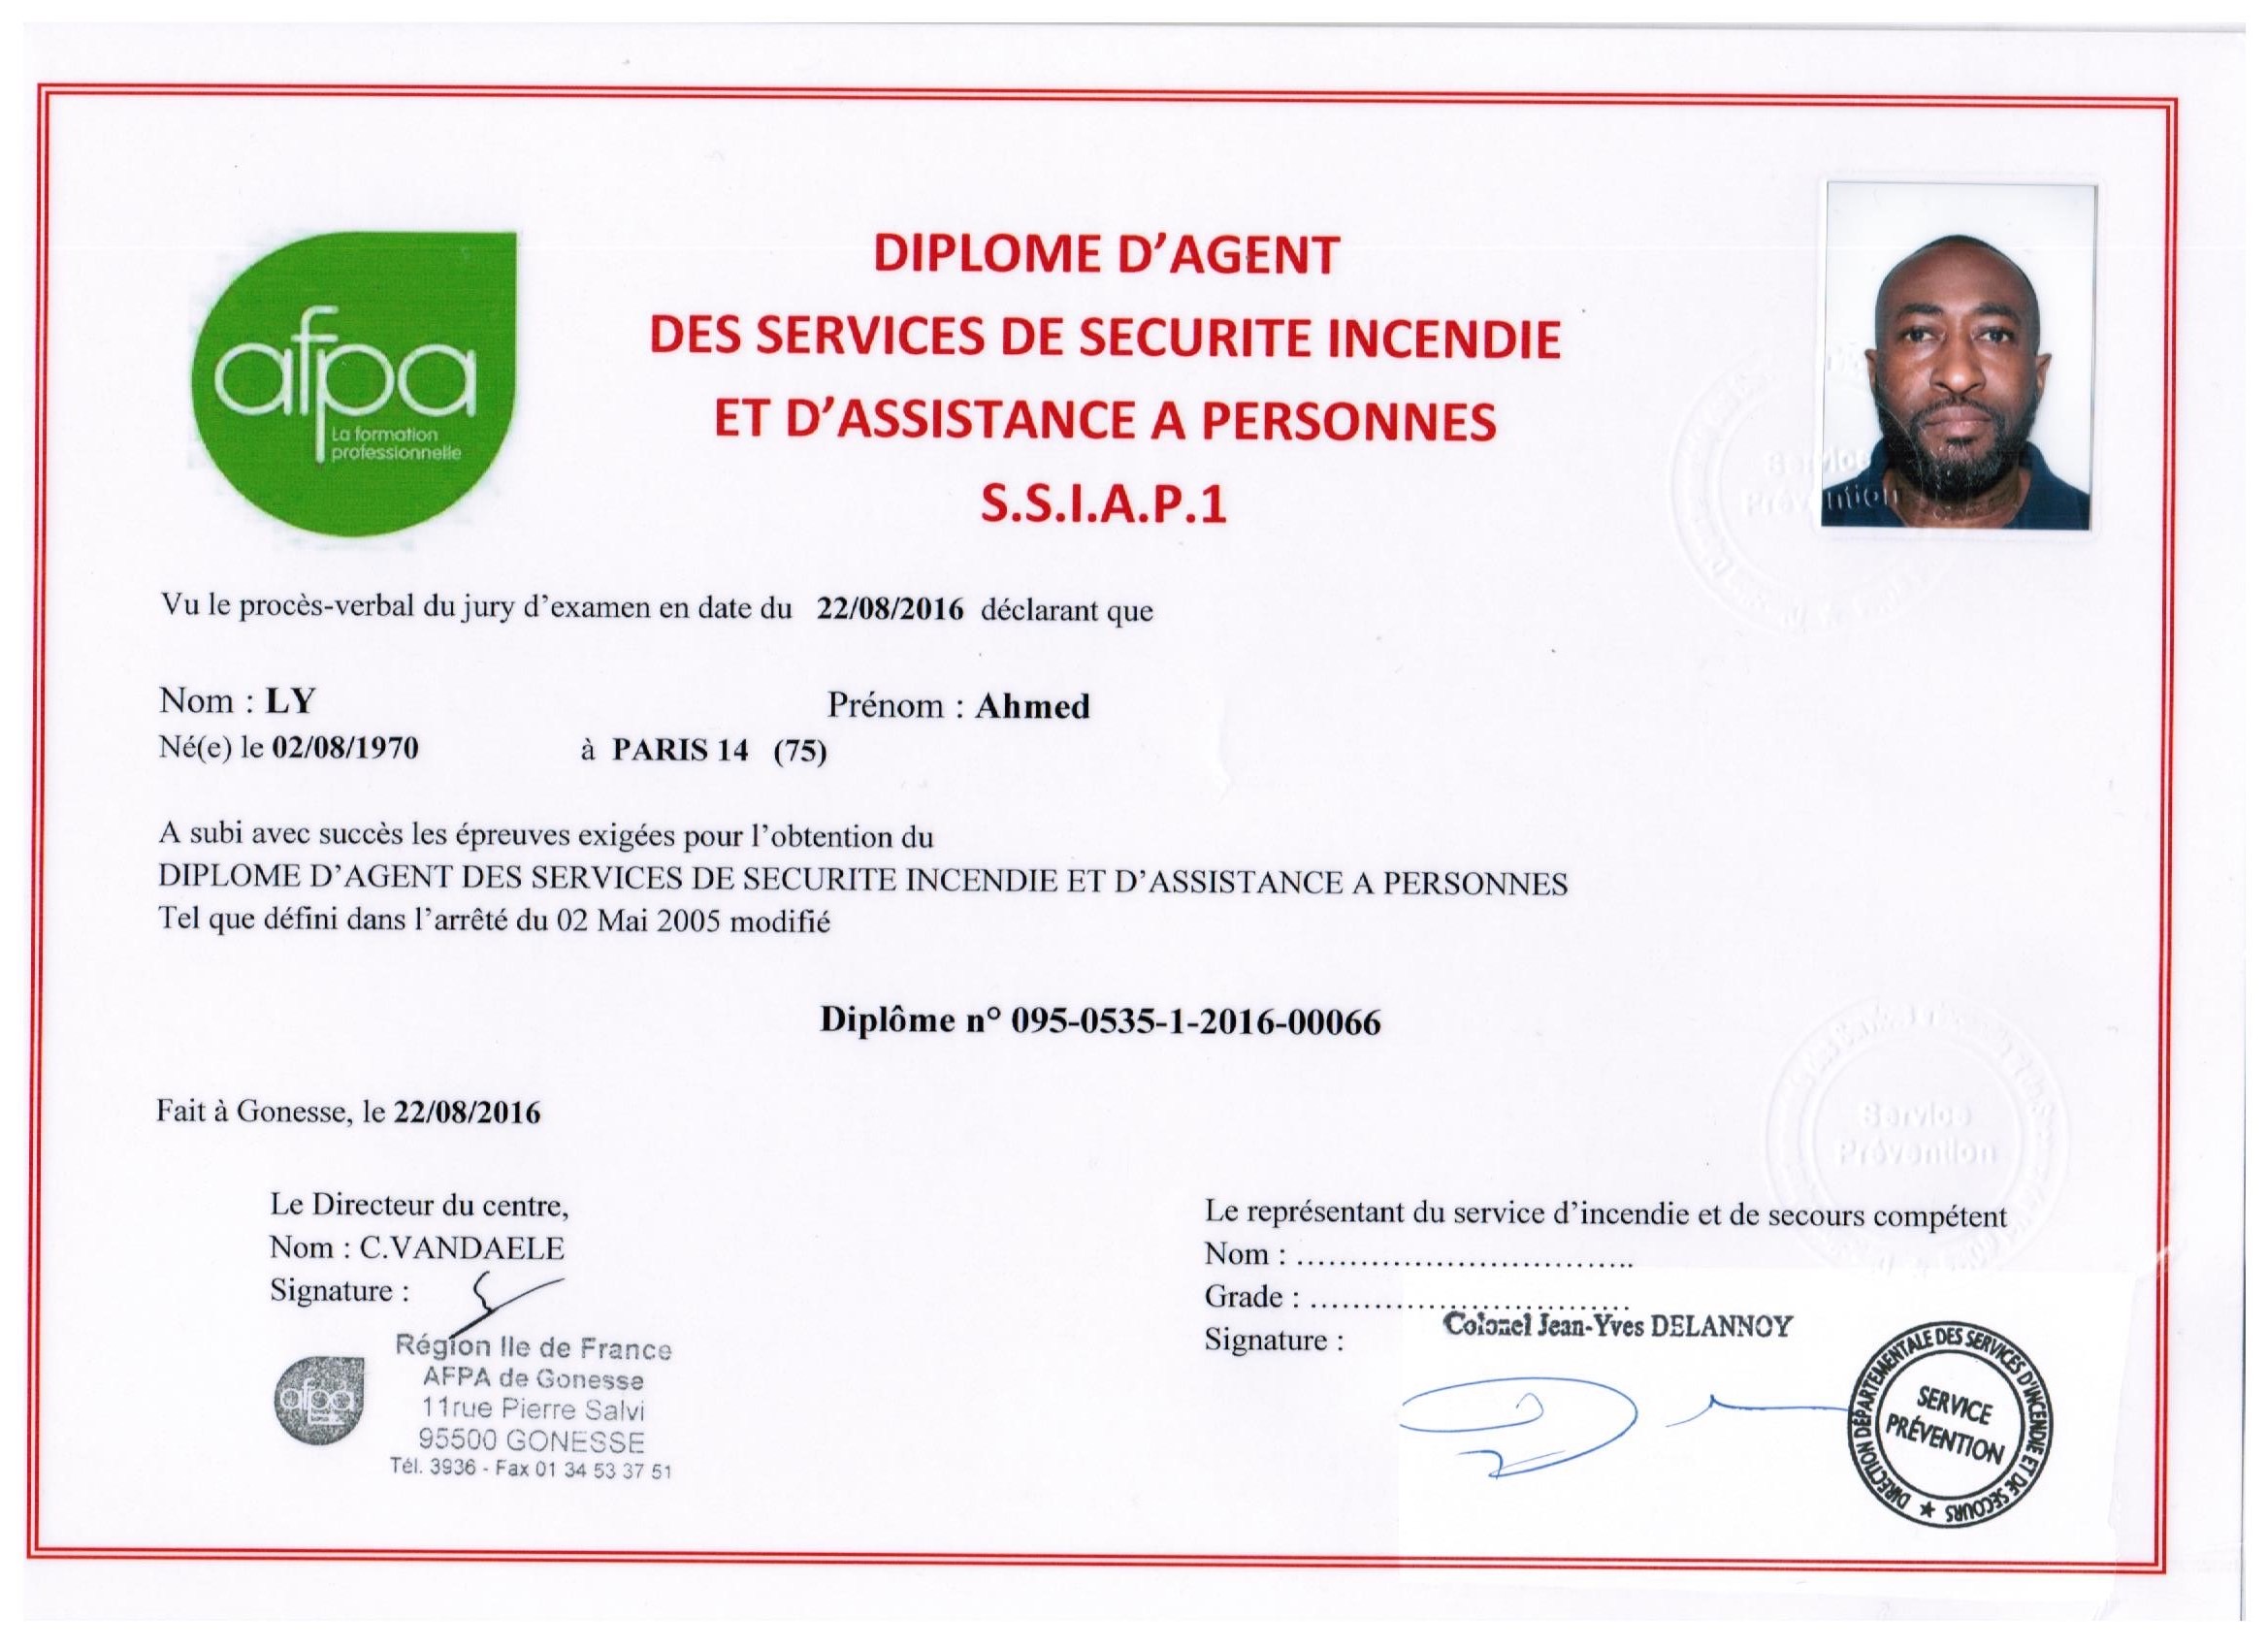 afpa
La formation
professionnelle
DIPLOME D'AGENT
DES SERVICES DE SECURITE INCENDIE
ET D'ASSISTANCE A PERSONNES
S.S.I.A.P.1
Service
Prévention
Vu le procès-verbal du jury d'examen en date du 22/08/2016 déclarant que
Nom : LY Prénom : Ahmed
Né(e) le 02/08/1970 à PARIS 14 (75)
A subi avec succès les épreuves exigées pour l'obtention du
DIPLOME D'AGENT DES SERVICES DE SECURITE INCENDIE ET D'ASSISTANCE A PERSONNES
Tel que défini dans l'arrêté du 02 Mai 2005 modifié
Diplôme n° 095-0535-1-2016-00066
Fait à Gonesse, le 22/08/2016
Service
Prévention
Le Directeur du centre,
Nom : C.VANDAELE
Signature :
Région Ile de France
AFPA de Gonesse
11rue Pierre Salvi
95500 GONESSE
Tél. 3936 - Fax 01 34 53 37 51
afpa
Le représentant du service d'incendie et de secours compétent
Nom : ....................................
Grade : ...................................
Colonel Jean-Yves DELANNOY
Signature :
DIRECTION DÉPARTEMENTALE DES SERVICES D'INCENDIE ET DE SECOURS
SERVICE
PRÉVENTION